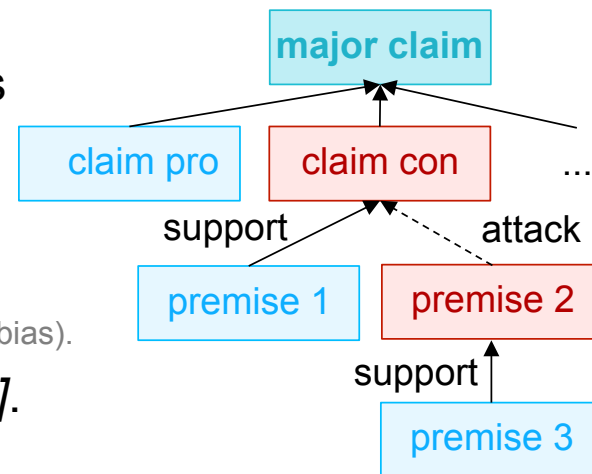 major claim
s
claim pro
claim con
...
support
attack
premise 1
premise 2
bias).
support
].
premise 3